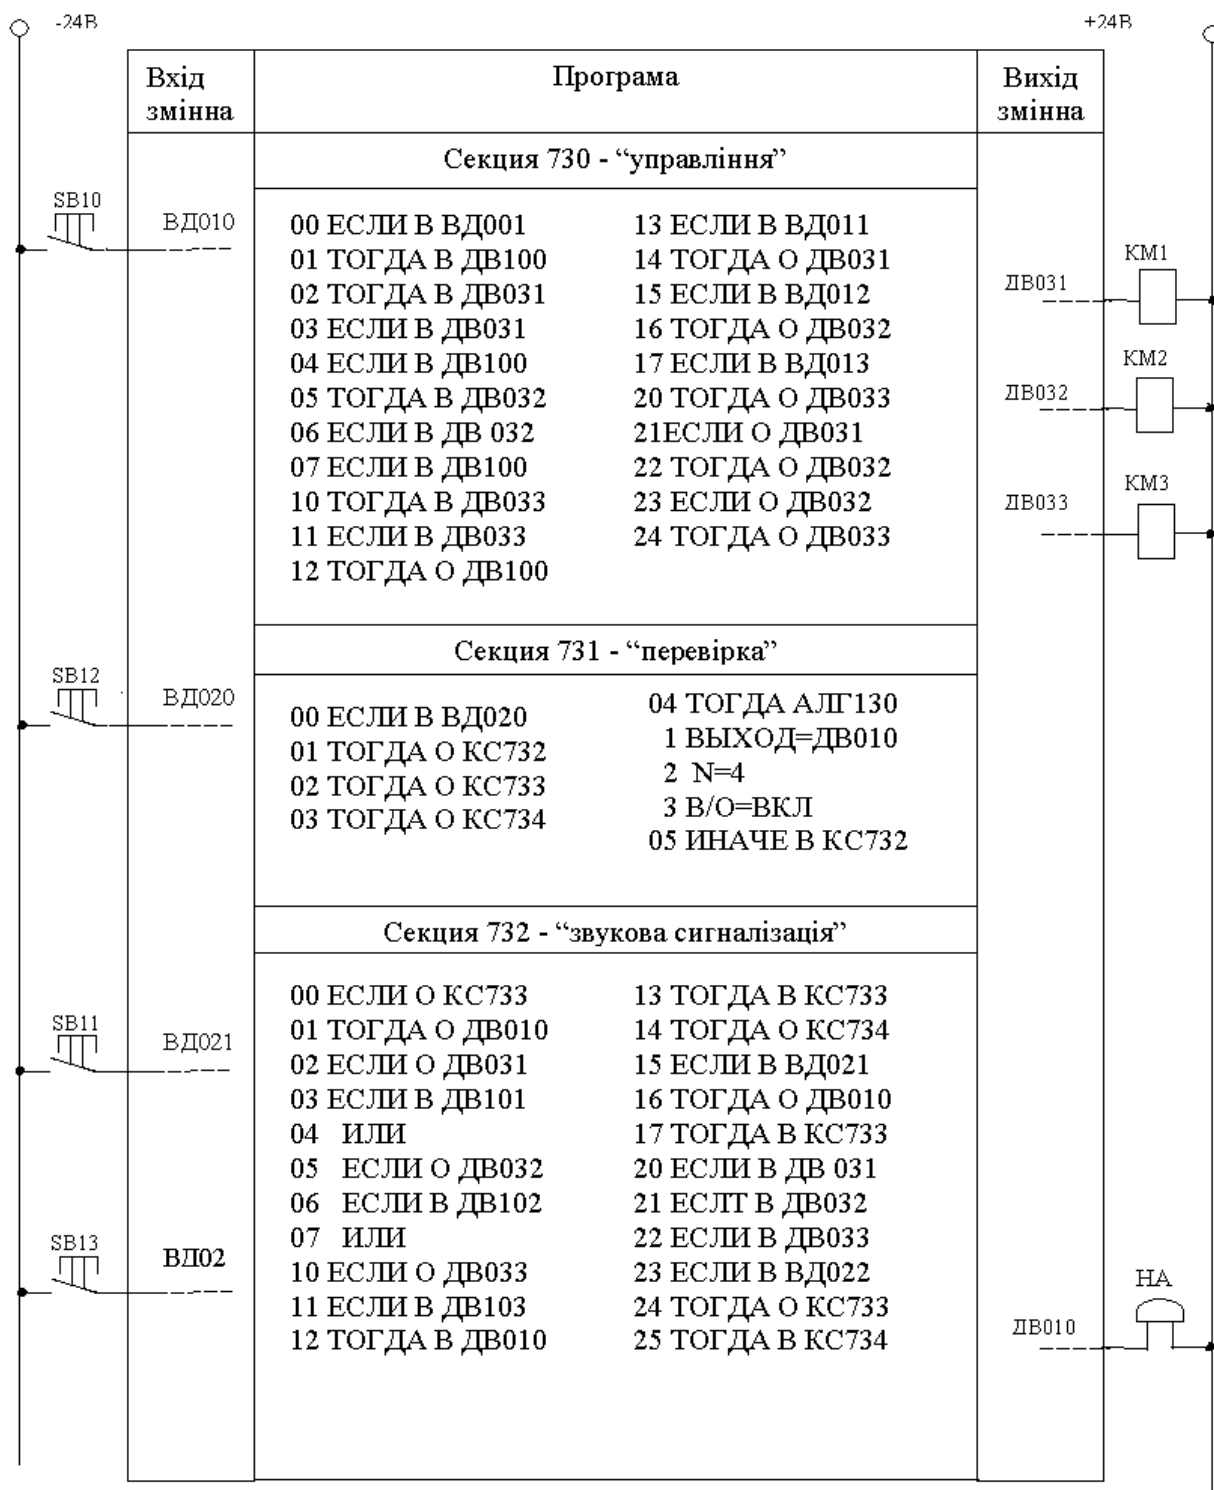 -24В
+24В
Вхід
змінна
Програма
Вихід
змінна
Секция 730 - “управління”
SB10
ВД010
00 ЕСЛИ В ВД001
01 ТОГДА В ДВ100
02 ТОГДА В ДВ031
03 ЕСЛИ В ДВ031
04 ЕСЛИ В ДВ100
05 ТОГДА В ДВ032
06 ЕСЛИ В ДВ 032
07 ЕСЛИ В ДВ100
10 ТОГДА В ДВ033
11 ЕСЛИ В ДВ033
12 ТОГДА О ДВ100
13 ЕСЛИ В ВД011
14 ТОГДА О ДВ031
15 ЕСЛИ В ВД012
16 ТОГДА О ДВ032
17 ЕСЛИ В ВД013
20 ТОГДА О ДВ033
21ЕСЛИ О ДВ031
22 ТОГДА О ДВ032
23 ЕСЛИ О ДВ032
24 ТОГДА О ДВ033
КМ1
ДВ031
КМ2
ДВ032
КМ3
ДВ033
Секция 731 - “перевірка”
SB12
ВД020
00 ЕСЛИ В ВД020
01 ТОГДА О КС732
02 ТОГДА О КС733
03 ТОГДА О КС734
04 ТОГДА АЛГ130
1 ВЫХОД=ДВ010
2 N=4
3 В/О=ВКЛ
05 ИНАЧЕ В КС732
Секция 732 - “звукова сигналізація”
SB11
ВД021
SB13
ВД02
00 ЕСЛИ О КС733
01 ТОГДА О ДВ010
02 ЕСЛИ О ДВ031
03 ЕСЛИ В ДВ101
04 ИЛИ
05 ЕСЛИ О ДВ032
06 ЕСЛИ В ДВ102
07 ИЛИ
10 ЕСЛИ О ДВ033
11 ЕСЛИ В ДВ103
12 ТОГДА В ДВ010
13 ТОГДА В КС733
14 ТОГДА О КС734
15 ЕСЛИ В ВД021
16 ТОГДА О ДВ010
17 ТОГДА В КС733
20 ЕСЛИ В ДВ 031
21 ЕСЛТ В ДВ032
22 ЕСЛИ В ДВ033
23 ЕСЛИ В ВД022
24 ТОГДА О КС733
25 ТОГДА В КС734
НА
ДВ010